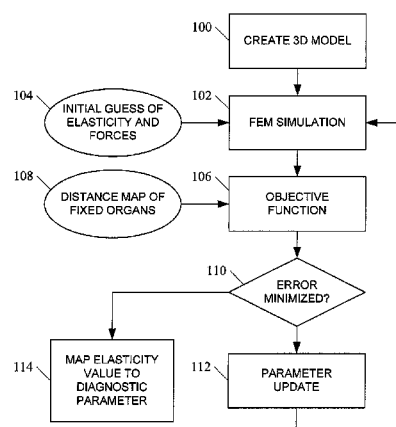 100
CREATE 3D MODEL
104
INITIAL GUESS OF
ELASTICITY AND
FORCES
102
FEM SIMULATION
108
DISTANCE MAP OF
FIXED ORGANS
106
OBJECTIVE
FUNCTION
110
ERROR
MINIMIZED?
114
MAP ELASTICITY
VALUE TO
DIAGNOSTIC
PARAMETER
112
PARAMETER
UPDATE